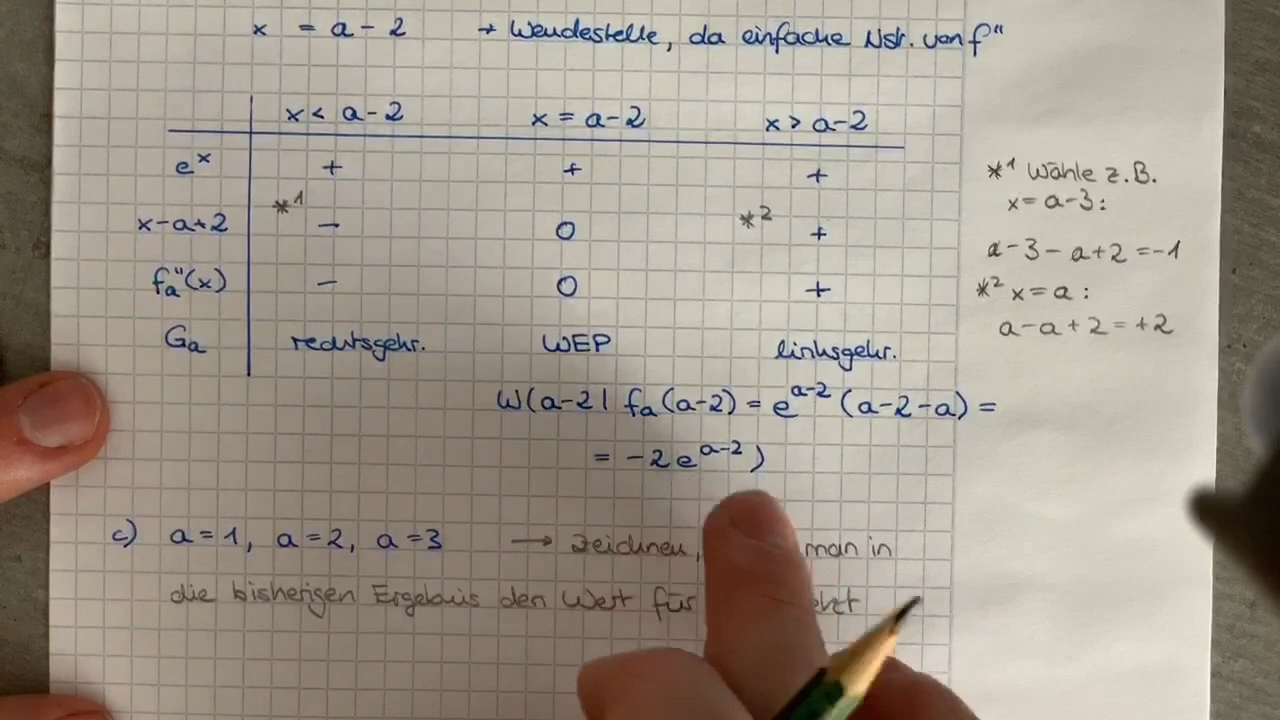 x = a - 2 → Wendestelle, da einfache Nst. von f"
x < a-2 x = a-2 x > a-2
eˣ + + +
x-a+2 *¹ - 0 *² +
fₐ"(x) - 0 +
Gₐ rechtsgekr. WEP linksgekr.
W(a-2 | fₐ(a-2) = e^(a-2) (a-2-a) =
= -2e^(a-2))
c) a=1, a=2, a=3 → zeichnen, man in
die bisherigen Ergebnis den Wert für
*¹ Wähle z.B.
x=a-3:
a-3-a+2=-1
*² x=a:
a-a+2=+2